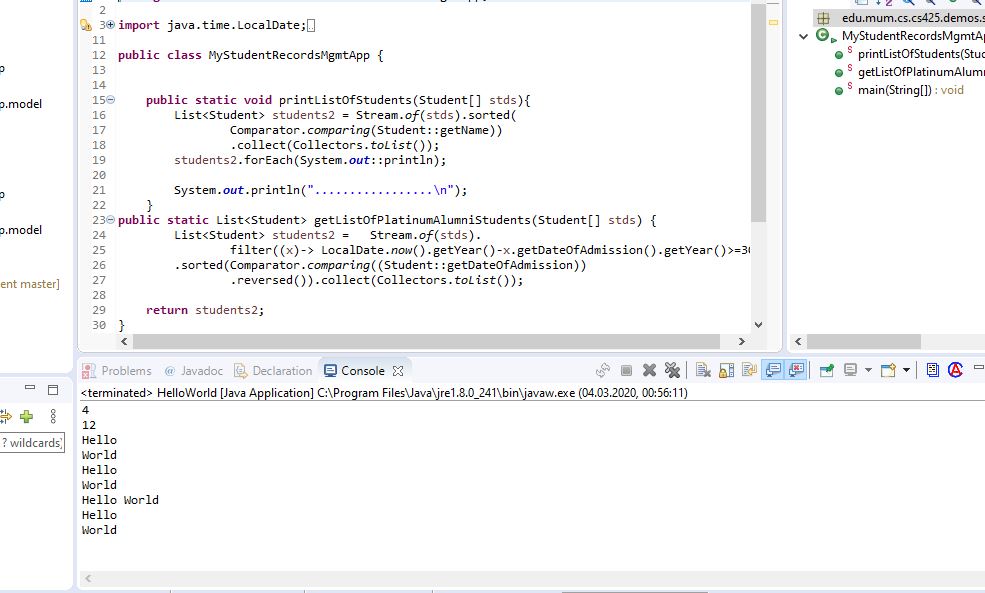 2
3 import java.time.LocalDate;
11
12 public class MyStudentRecordsMgmtApp {
13
14
15 public static void printListOfStudents(Student[] stds){
16 List<Student> students2 = Stream.of(stds).sorted(
17 Comparator.comparing(Student::getName))
18 .collect(Collectors.toList());
19 students2.forEach(System.out::println);
20
21 System.out.println(".................\n");
22 }
23 public static List<Student> getListOfPlatinumAlumniStudents(Student[] stds) {
24 List<Student> students2 = Stream.of(stds).
25 filter((x)-> LocalDate.now().getYear()-x.getDateOfAdmission().getYear()>=30
26 .sorted(Comparator.comparing((Student::getDateOfAdmission))
27 .reversed()).collect(Collectors.toList());
28
29 return students2;
30 }
p
p.model
p
p.model
ent master]
? wildcards)
edu.mum.cs.cs425.demos.s
MyStudentRecordsMgmtAp
printListOfStudents(Stud
getListOfPlatinumAlumni
main(String[]) : void
Problems @ Javadoc Declaration Console
<terminated> HelloWorld [Java Application] C:\Program Files\Java\jre1.8.0_241\bin\javaw.exe (04.03.2020, 00:56:11)
4
12
Hello
World
Hello
World
Hello World
Hello
World